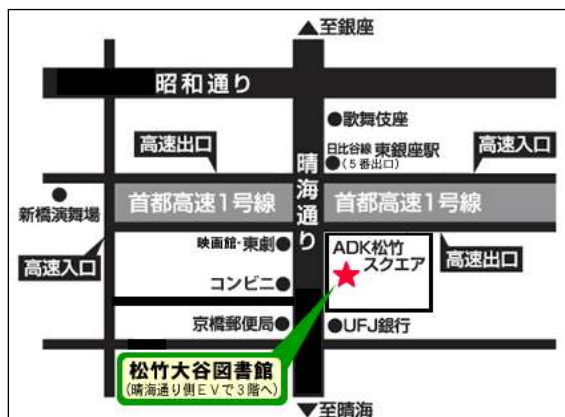 ▲至銀座
昭和通り
●歌舞伎座
高速出口
日比谷線 東銀座駅
●(5番出口)
高速入口
晴海通り
首都高速1号線
首都高速1号線
●
新橋演舞場
高速入口
映画館・東劇●
コンビニ●
京橋郵便局●
ADK松竹
スクエア
高速出口
●UFJ銀行
松竹大谷図書館
(晴海通り側EVで3階へ)
▼至晴海